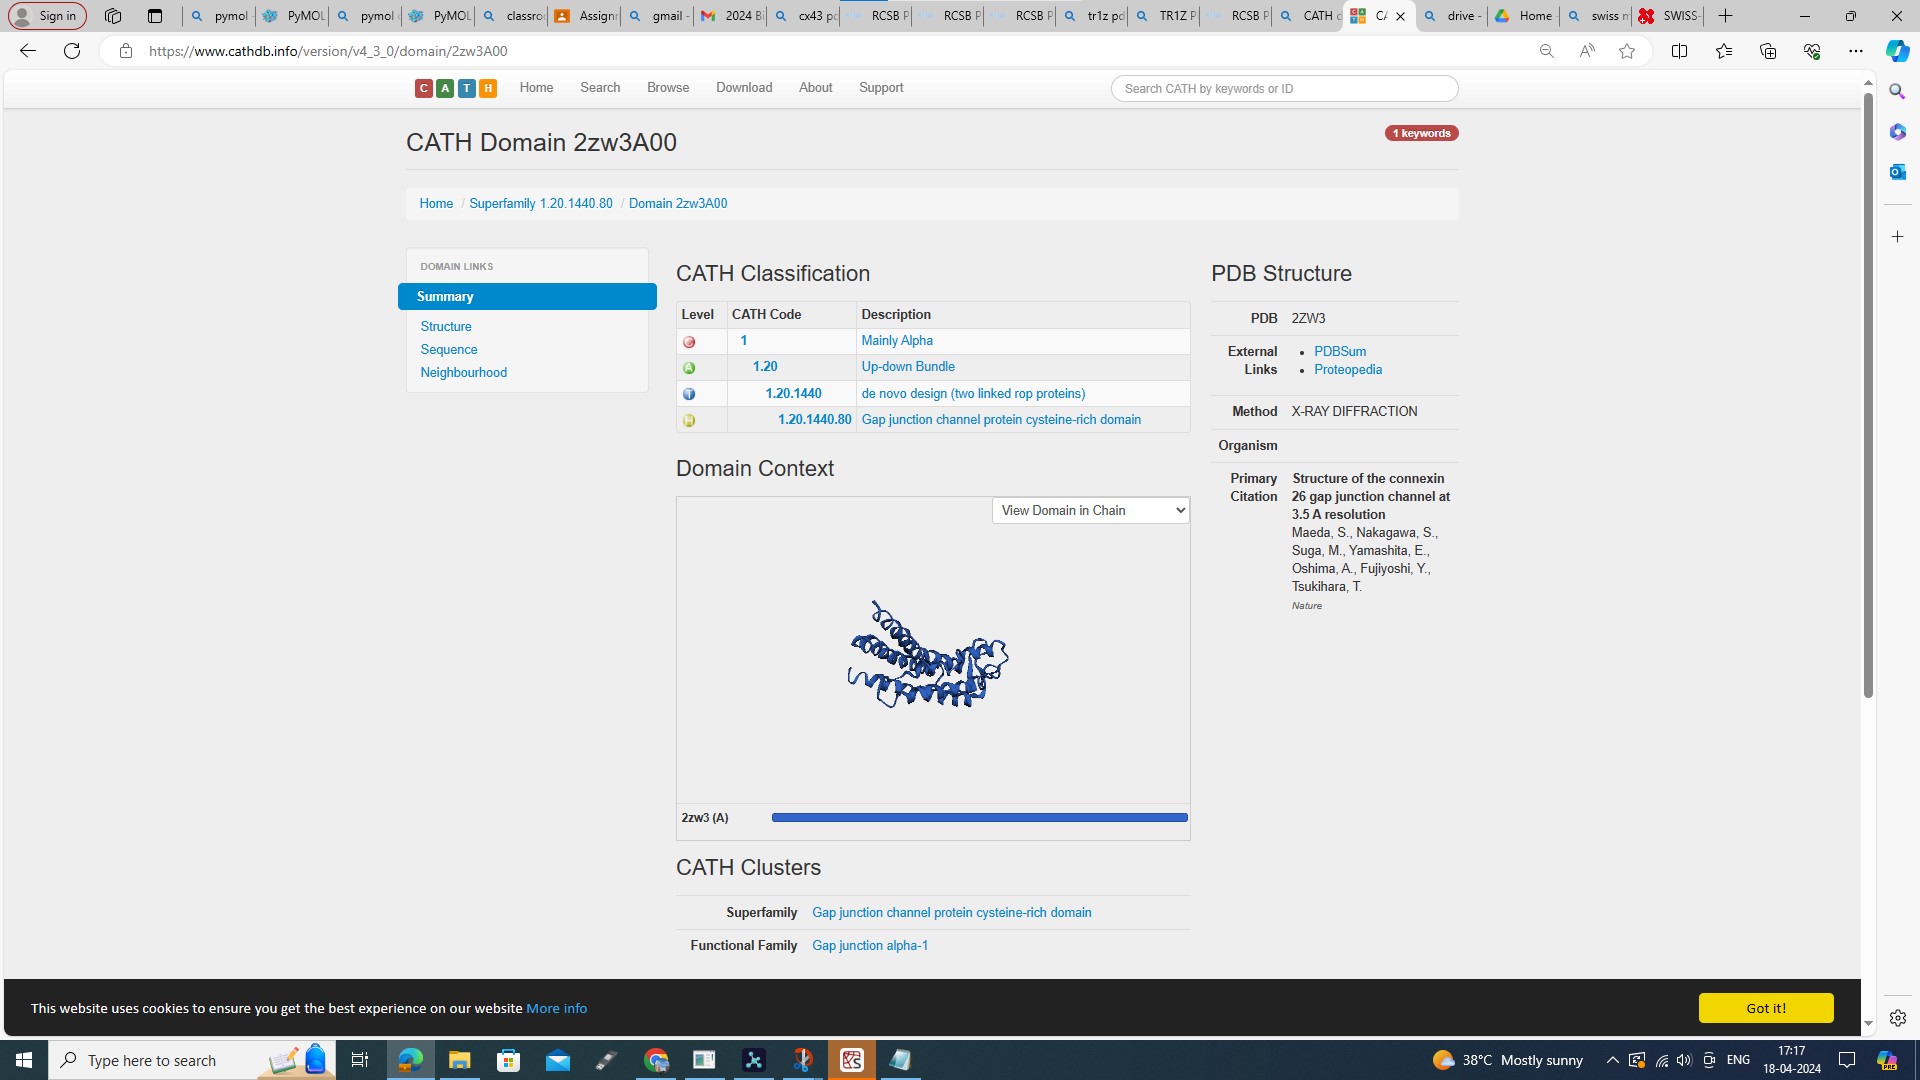 Sign in
pymol
PyMOL
pymol
PyMOL
classroo
Assignm
gmail -
2024 Bi
cx43 pd
RCSB P
RCSB P
RCSB P
tr1z pd
TR1Z P
RCSB P
CATH d
CA
drive -
Home -
swiss m
SWISS-
https://www.cathdb.info/version/v4_3_0/domain/2zw3A00
C A T H
Home
Search
Browse
Download
About
Support
Search CATH by keywords or ID
CATH Domain 2zw3A00
1 keywords
Home / Superfamily 1.20.1440.80 / Domain 2zw3A00
DOMAIN LINKS
Summary
Structure
Sequence
Neighbourhood
CATH Classification
Level CATH Code Description
C 1 Mainly Alpha
A 1.20 Up-down Bundle
T 1.20.1440 de novo design (two linked rop proteins)
H 1.20.1440.80 Gap junction channel protein cysteine-rich domain
Domain Context
View Domain in Chain
2zw3 (A)
CATH Clusters
Superfamily Gap junction channel protein cysteine-rich domain
Functional Family Gap junction alpha-1
PDB Structure
PDB 2ZW3
External Links
• PDBSum
• Proteopedia
Method X-RAY DIFFRACTION
Organism
Primary Citation
Structure of the connexin
26 gap junction channel at
3.5 A resolution
Maeda, S., Nakagawa, S.,
Suga, M., Yamashita, E.,
Oshima, A., Fujiyoshi, Y.,
Tsukihara, T.
Nature
This website uses cookies to ensure you get the best experience on our website More info
Got it!
Type here to search
38°C Mostly sunny
ENG
17:17
18-04-2024